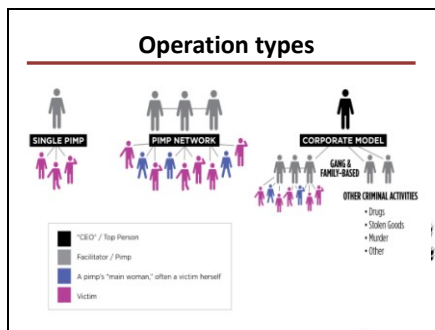 Operation types
SINGLE PIMP
PIMP NETWORK
CORPORATE MODEL
GANG &
FAMILY-BASED
OTHER CRIMINAL ACTIVITIES
• Drugs
• Stolen Goods
• Murder
• Other
"CEO" / Top Person
Facilitator / Pimp
A pimp's "main woman," often a victim herself
Victim